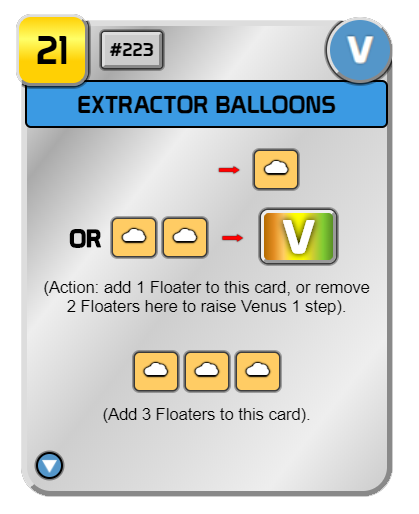 21 #223 V
EXTRACTOR BALLOONS
OR V
(Action: add 1 Floater to this card, or remove
2 Floaters here to raise Venus 1 step).
(Add 3 Floaters to this card).